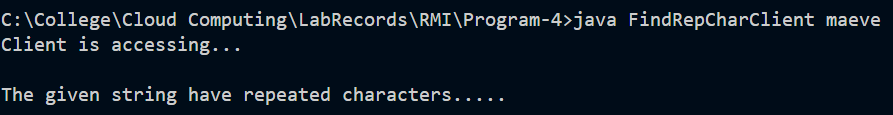 C:\College\Cloud Computing\LabRecords\RMI\Program-4>java FindRepCharClient maeve
Client is accessing...
The given string have repeated characters.....